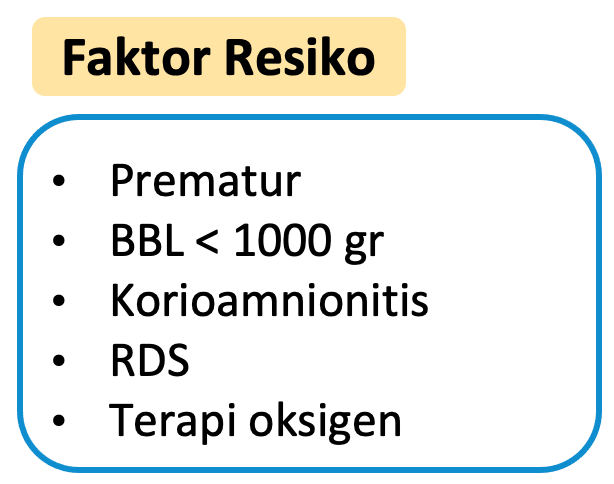 Faktor Resiko
• Prematur
• BBL < 1000 gr
• Korioamnionitis
• RDS
• Terapi oksigen